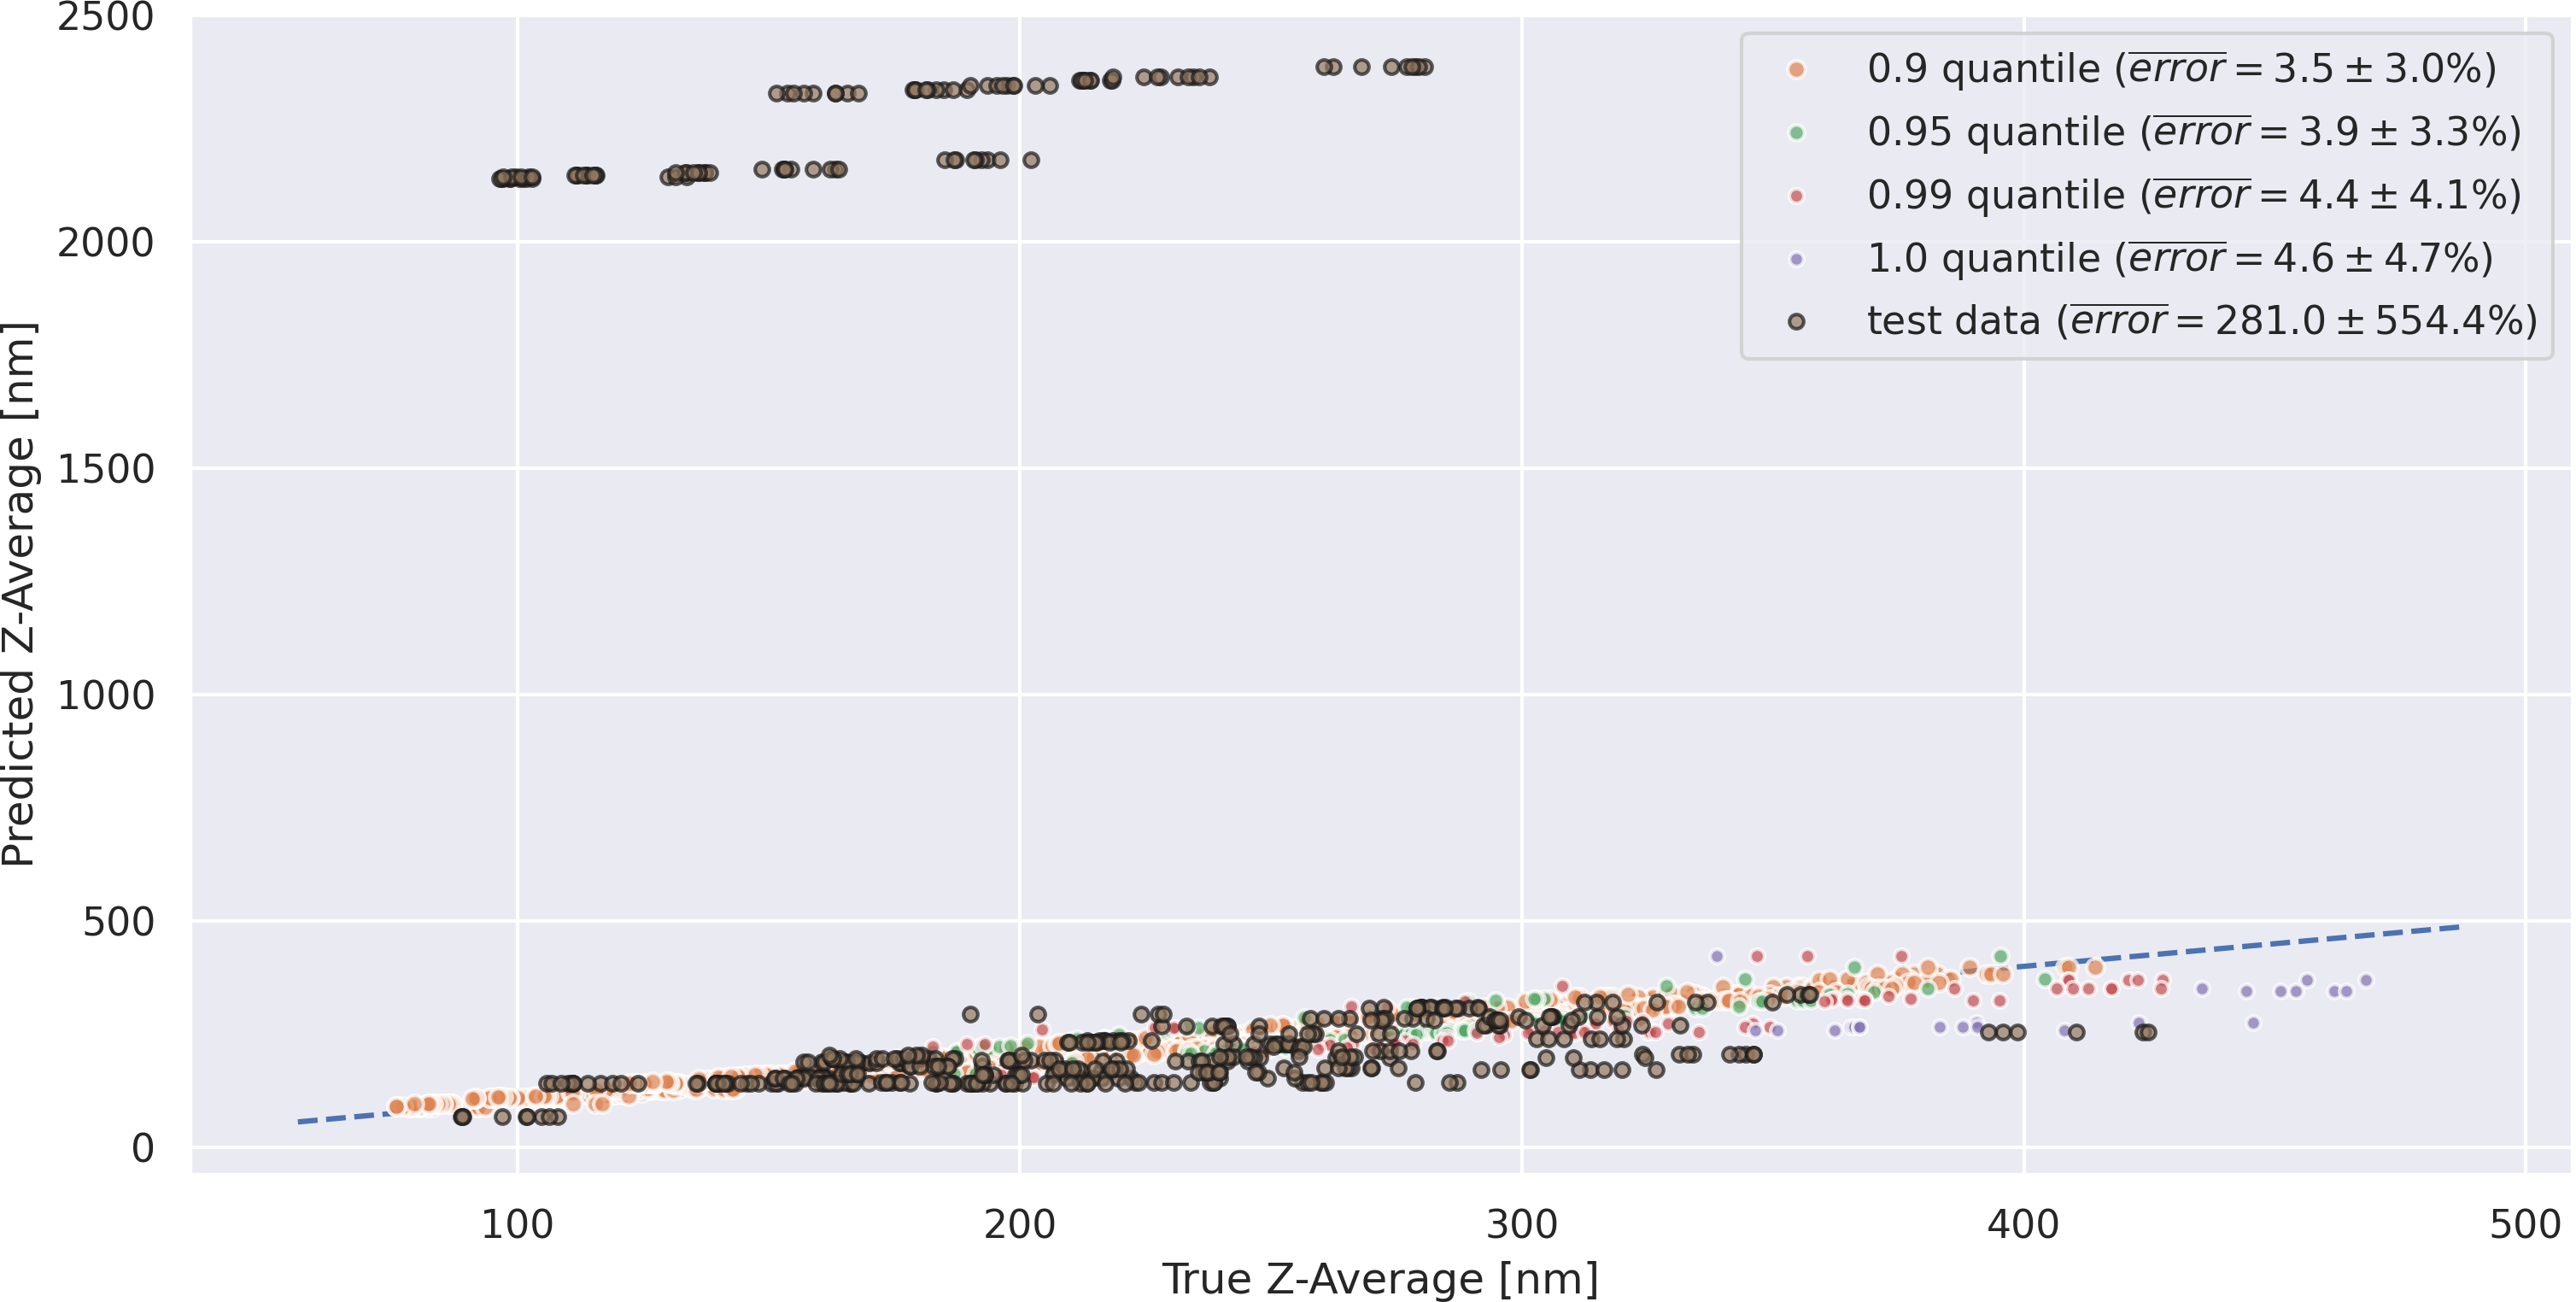 2500
2000
1500
1000
500
0
Predicted Z-Average [nm]
100
200
300
400
500
True Z-Average [nm]
0.9 quantile (error = 3.5 ± 3.0%)
0.95 quantile (error = 3.9 ± 3.3%)
0.99 quantile (error = 4.4 ± 4.1%)
1.0 quantile (error = 4.6 ± 4.7%)
test data (error = 281.0 ± 554.4%)